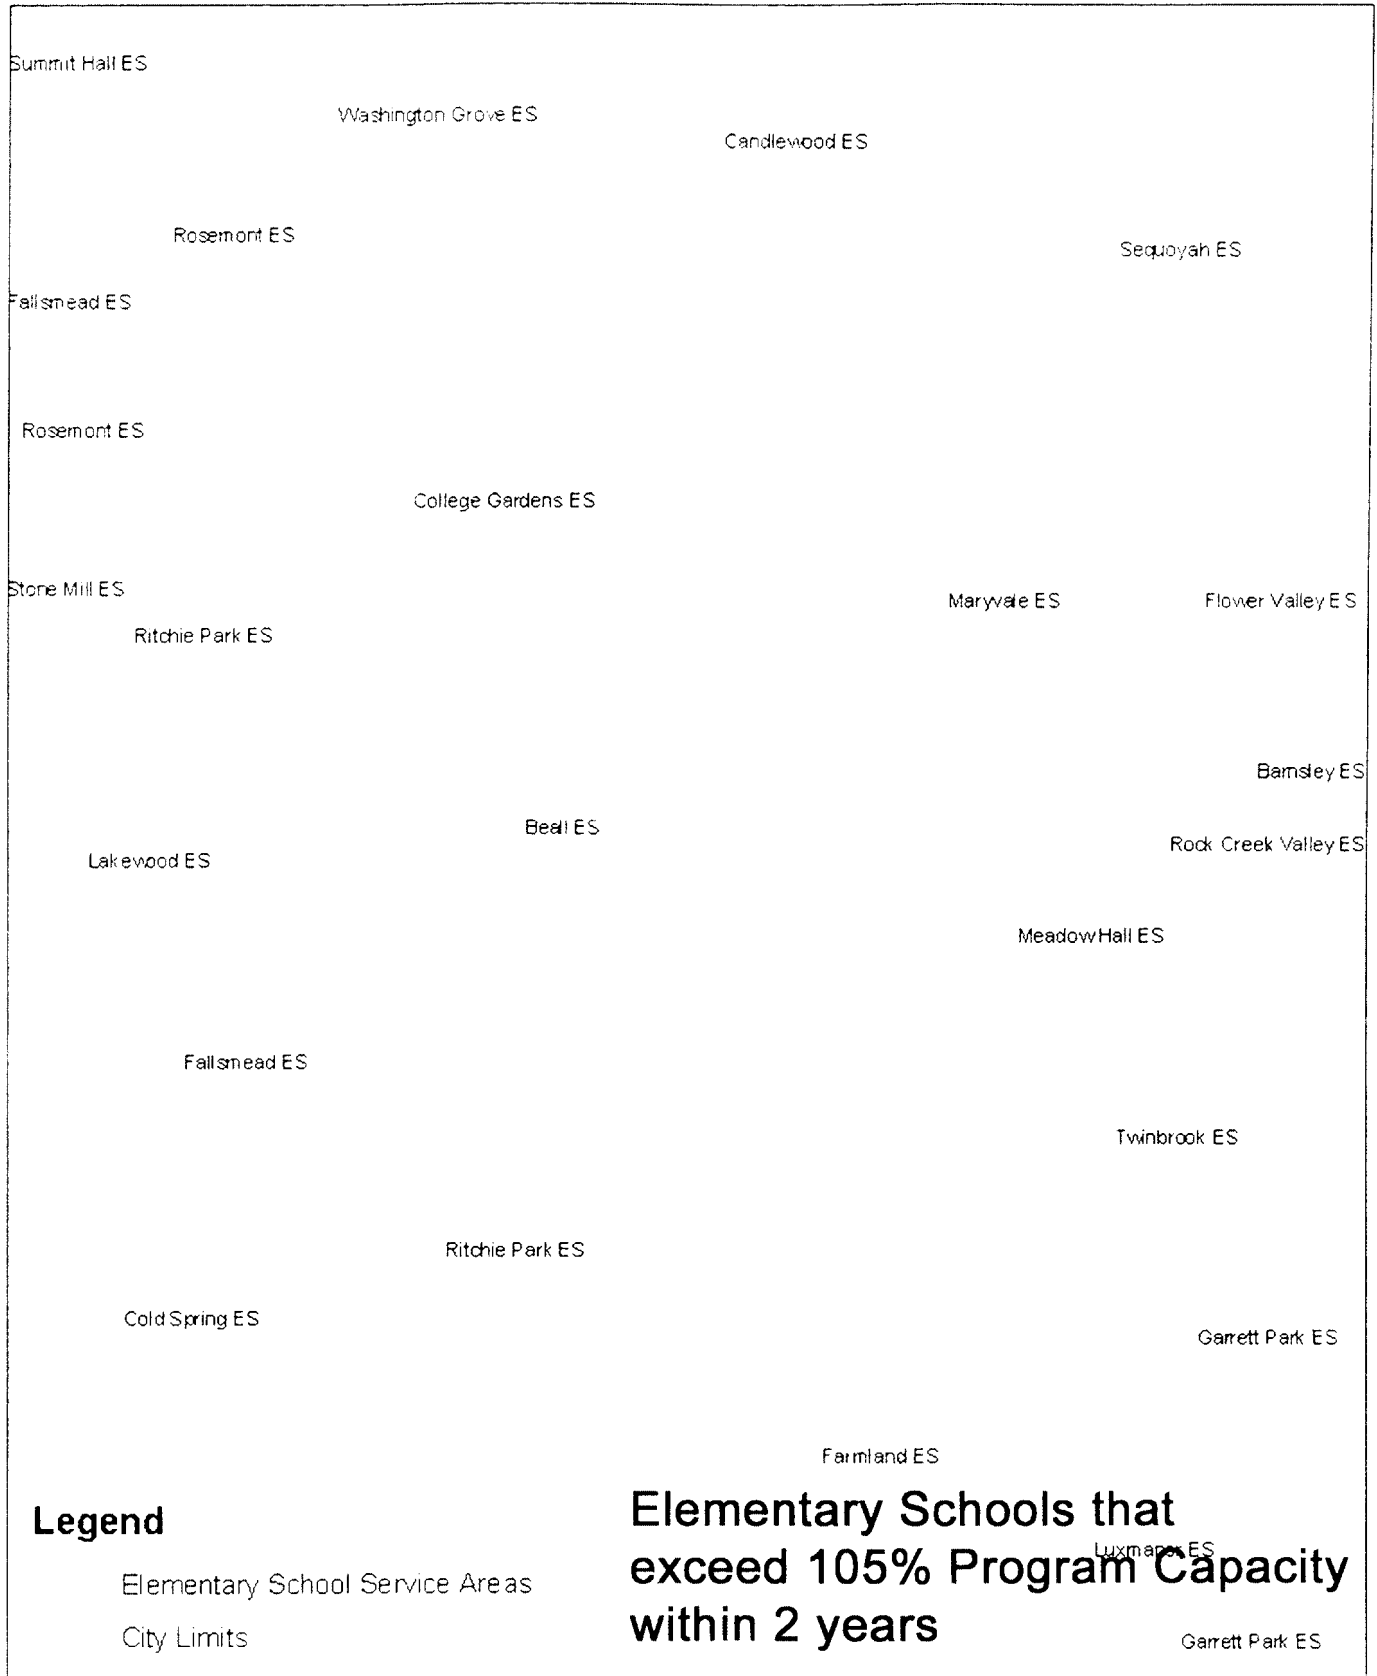 Summit Hall ES
Washington Grove ES
Candlewood ES
Rosemont ES
Sequoyah ES
Fallsmead ES
Rosemont ES
College Gardens ES
Stone Mill ES
Maryvale ES
Flower Valley ES
Ritchie Park ES
Barnsley ES
Beall ES
Rock Creek Valley ES
Lakewood ES
Meadow Hall ES
Fallsmead ES
Twinbrook ES
Ritchie Park ES
Cold Spring ES
Garrett Park ES
Farmland ES
Legend
Elementary School Service Areas
City Limits
Elementary Schools that
exceed 105% Program Capacity
within 2 years
Luxmanor ES
Garrett Park ES